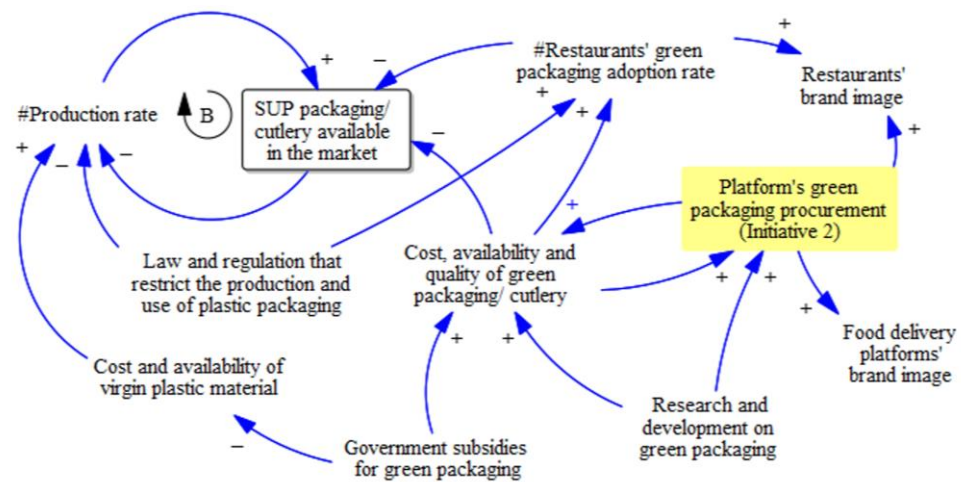 #Restaurants' green
packaging adoption rate
Restaurants'
brand image
#Production rate
B
SUP packaging/
cutlery available
in the market
Platform's green
packaging procurement
(Initiative 2)
Law and regulation that
restrict the production and
use of plastic packaging
Cost, availability and
quality of green
packaging/ cutlery
Food delivery
platforms'
brand image
Cost and availability of
virgin plastic material
Research and
development on
green packaging
Government subsidies
for green packaging
+
–
+
+
+
+
–
–
–
–
+
+
+
+
+
+
+
–